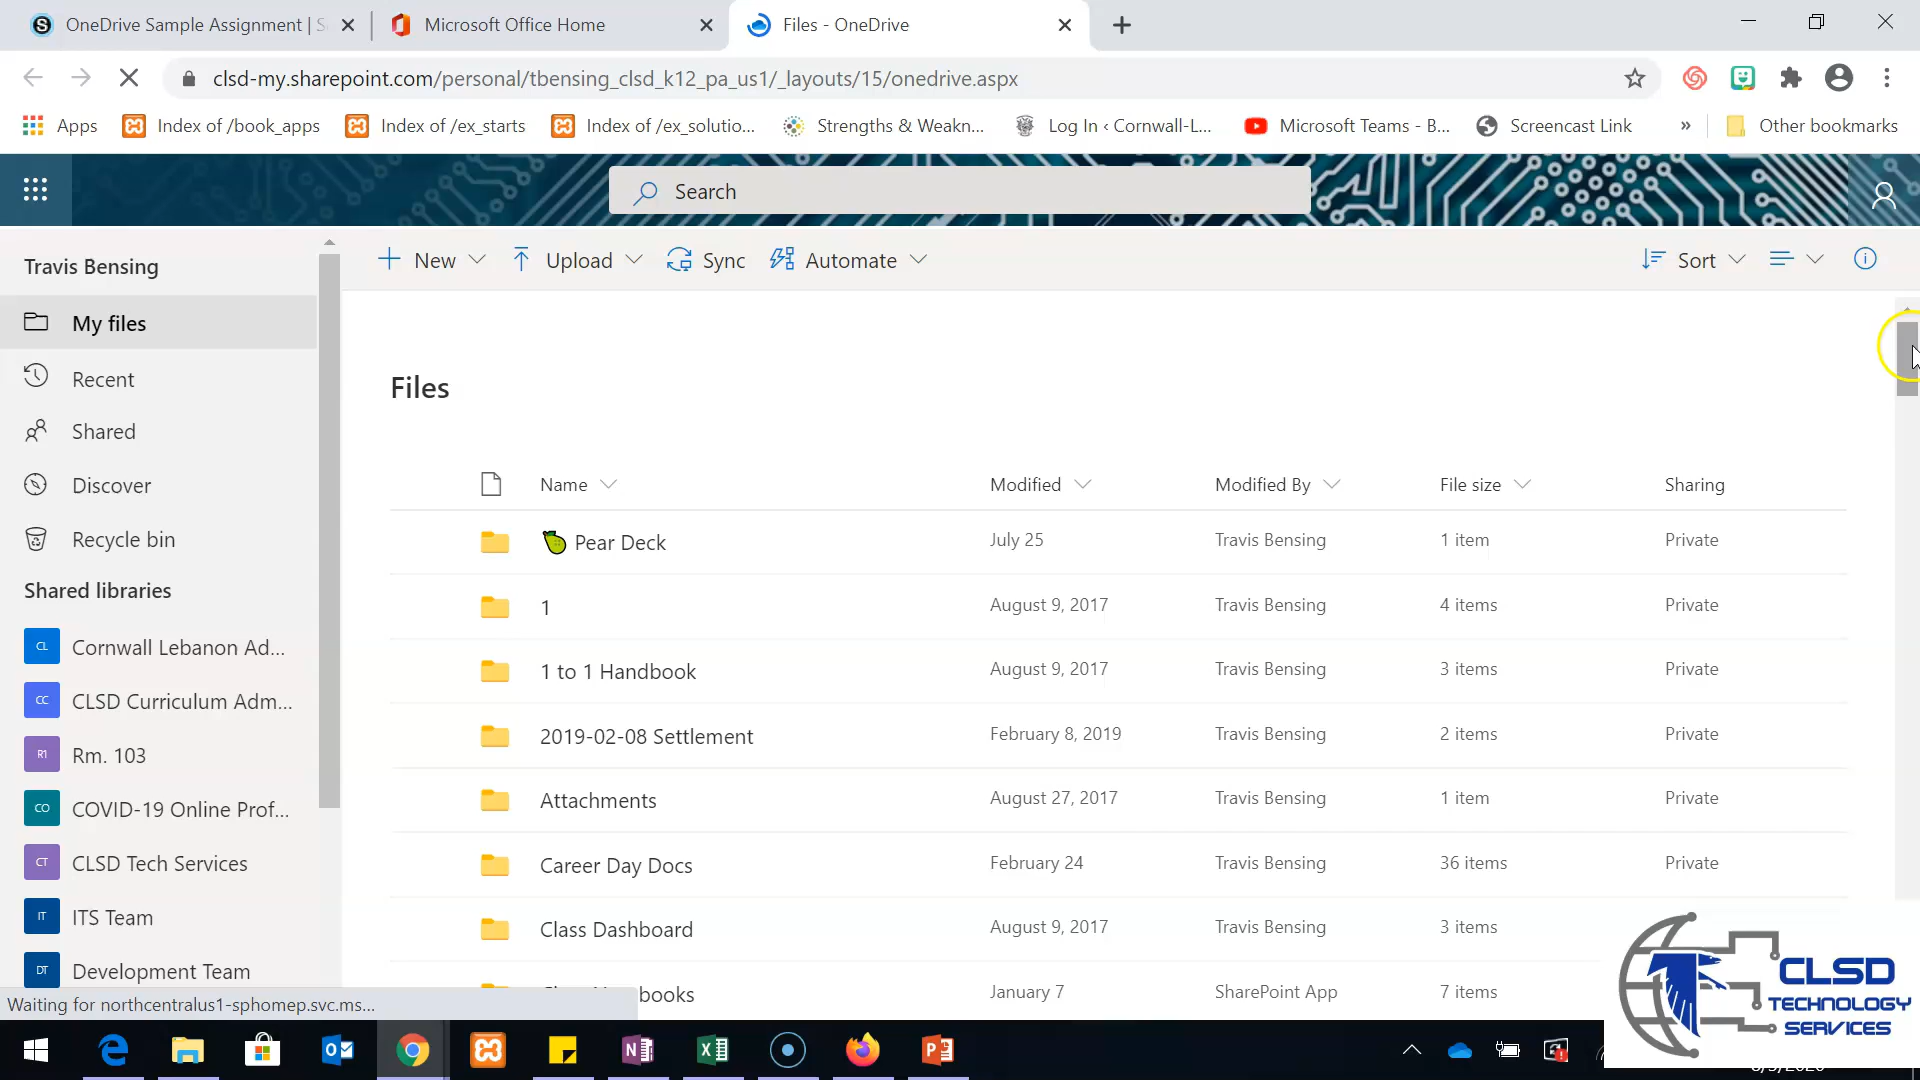 OneDrive Sample Assignment | S
Microsoft Office Home
Files - OneDrive
clsd-my.sharepoint.com/personal/tbensing_clsd_k12_pa_us1/_layouts/15/onedrive.aspx
Apps
Index of /book_apps
Index of /ex_starts
Index of /ex_solutio...
Strengths & Weakn...
Log In ‹ Cornwall-L...
Microsoft Teams - B...
Screencast Link
»
Other bookmarks
Search
Travis Bensing
New
Upload
Sync
Automate
Sort
My files
Recent
Shared
Discover
Recycle bin
Shared libraries
CL Cornwall Lebanon Ad...
CC CLSD Curriculum Adm...
R1 Rm. 103
CO COVID-19 Online Prof...
CT CLSD Tech Services
IT ITS Team
DT Development Team
Files
Name Modified Modified By File size Sharing
Pear Deck July 25 Travis Bensing 1 item Private
1 August 9, 2017 Travis Bensing 4 items Private
1 to 1 Handbook August 9, 2017 Travis Bensing 3 items Private
2019-02-08 Settlement February 8, 2019 Travis Bensing 2 items Private
Attachments August 27, 2017 Travis Bensing 1 item Private
Career Day Docs February 24 Travis Bensing 36 items Private
Class Dashboard August 9, 2017 Travis Bensing 3 items
January 7 SharePoint App 7 items
Waiting for northcentralus1-sphomep.svc.ms...
CLSD
TECHNOLOGY
SERVICES